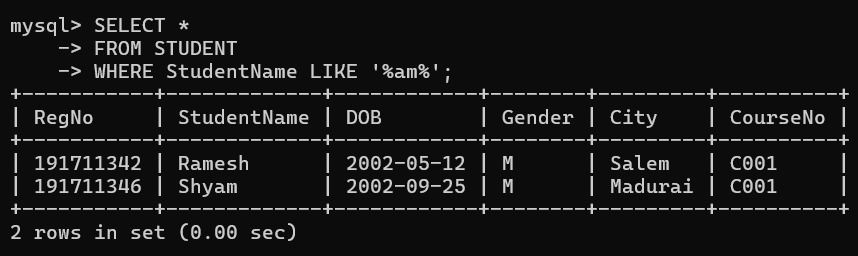 mysql> SELECT *
    -> FROM STUDENT
    -> WHERE StudentName LIKE '%am%';
+-----------+-------------+------------+--------+---------+----------+
| RegNo     | StudentName | DOB        | Gender | City    | CourseNo |
+-----------+-------------+------------+--------+---------+----------+
| 191711342 | Ramesh      | 2002-05-12 | M      | Salem   | C001     |
| 191711346 | Shyam       | 2002-09-25 | M      | Madurai | C001     |
+-----------+-------------+------------+--------+---------+----------+
2 rows in set (0.00 sec)